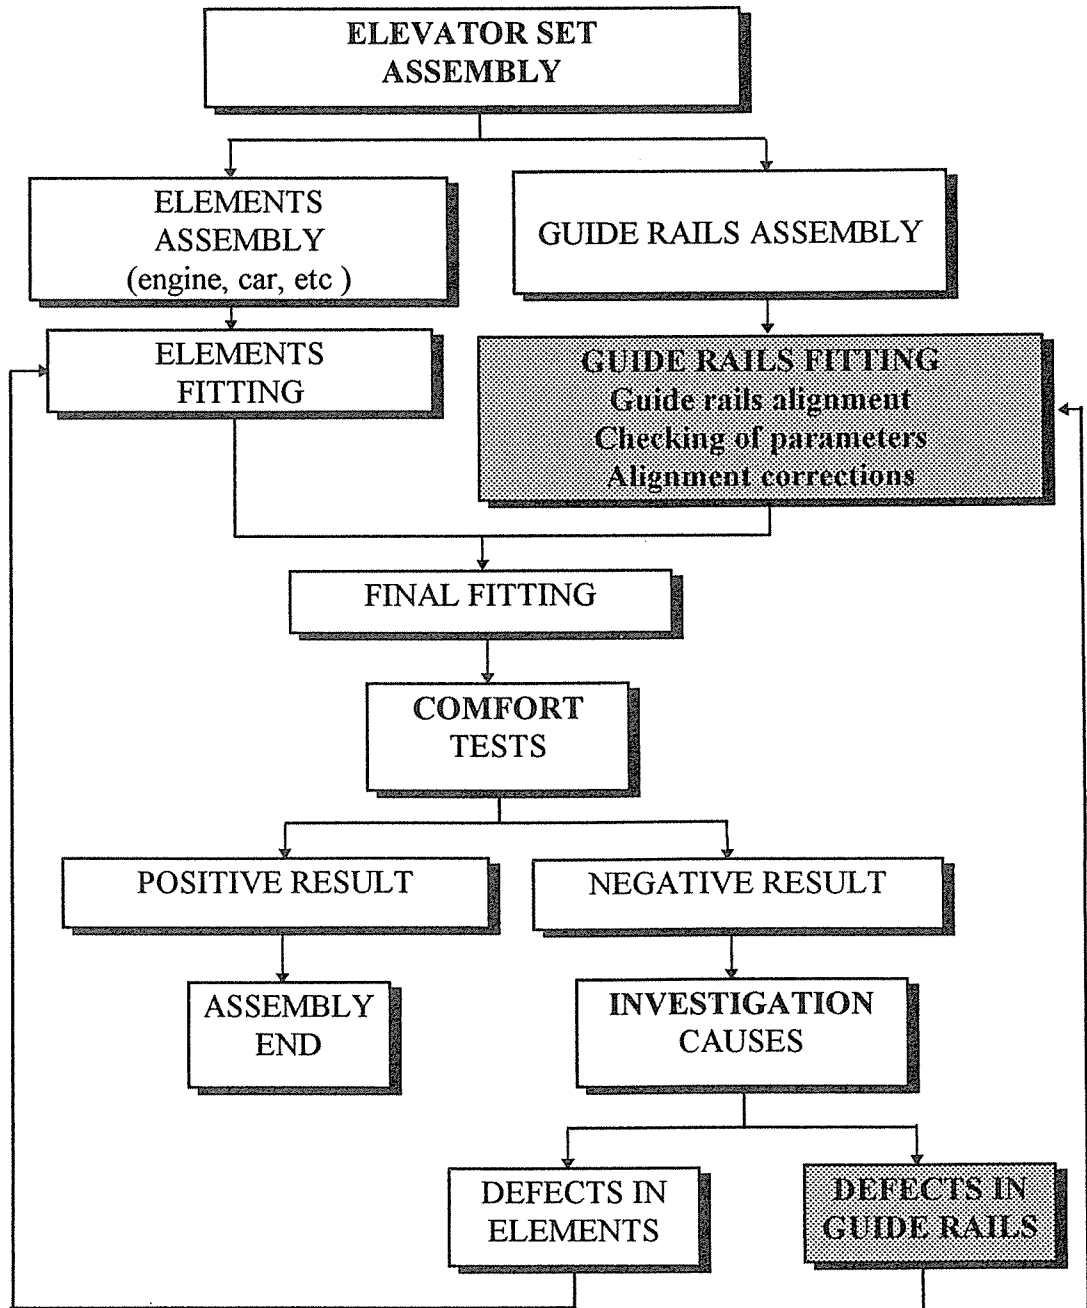 ELEVATOR SET
ASSEMBLY
ELEMENTS
ASSEMBLY
(engine, car, etc )
GUIDE RAILS ASSEMBLY
ELEMENTS
FITTING
GUIDE RAILS FITTING
Guide rails alignment
Checking of parameters
Alignment corrections
FINAL FITTING
COMFORT
TESTS
POSITIVE RESULT
NEGATIVE RESULT
ASSEMBLY
END
INVESTIGATION
CAUSES
DEFECTS IN
ELEMENTS
DEFECTS IN
GUIDE RAILS